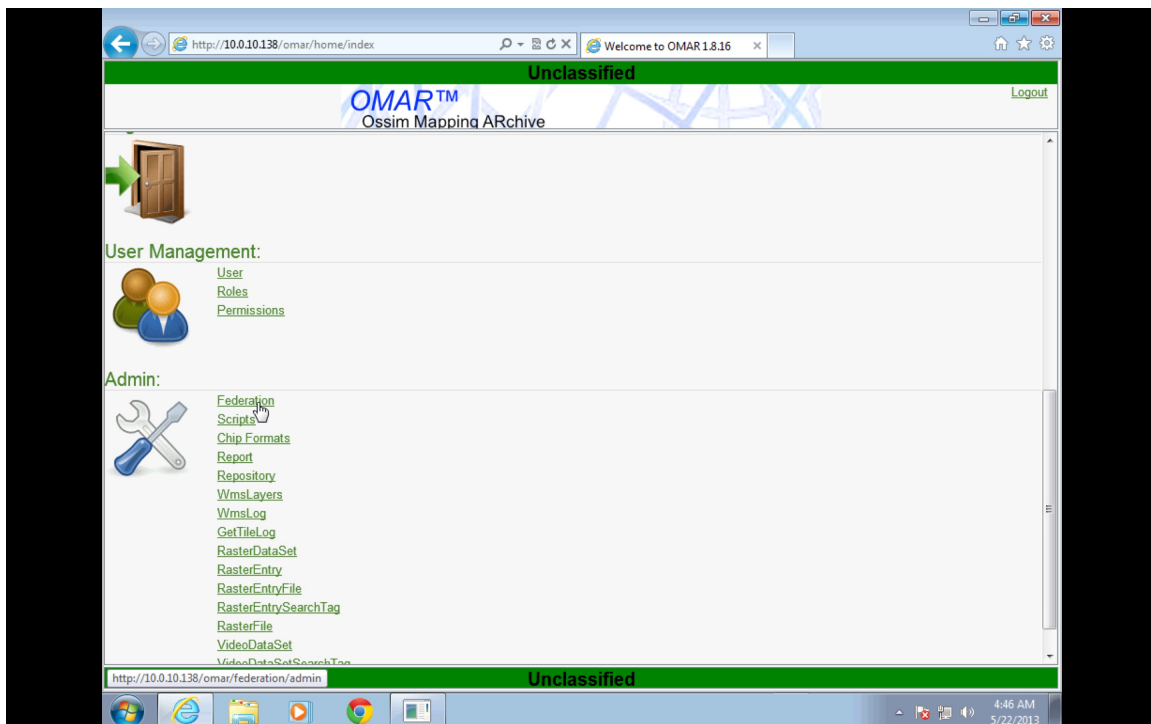 http://10.0.10.138/omar/home/index
Welcome to OMAR 1.8.16
Unclassified
OMAR™
Ossim Mapping ARchive
Logout
User Management:
User
Roles
Permissions
Admin:
Federation
Scripts
Chip Formats
Report
Repository
WmsLayers
WmsLog
GetTileLog
RasterDataSet
RasterEntry
RasterEntryFile
RasterEntrySearchTag
RasterFile
VideoDataSet
VideoDataSetSearchTag
http://10.0.10.138/omar/federation/admin
Unclassified
4:46 AM
5/22/2013